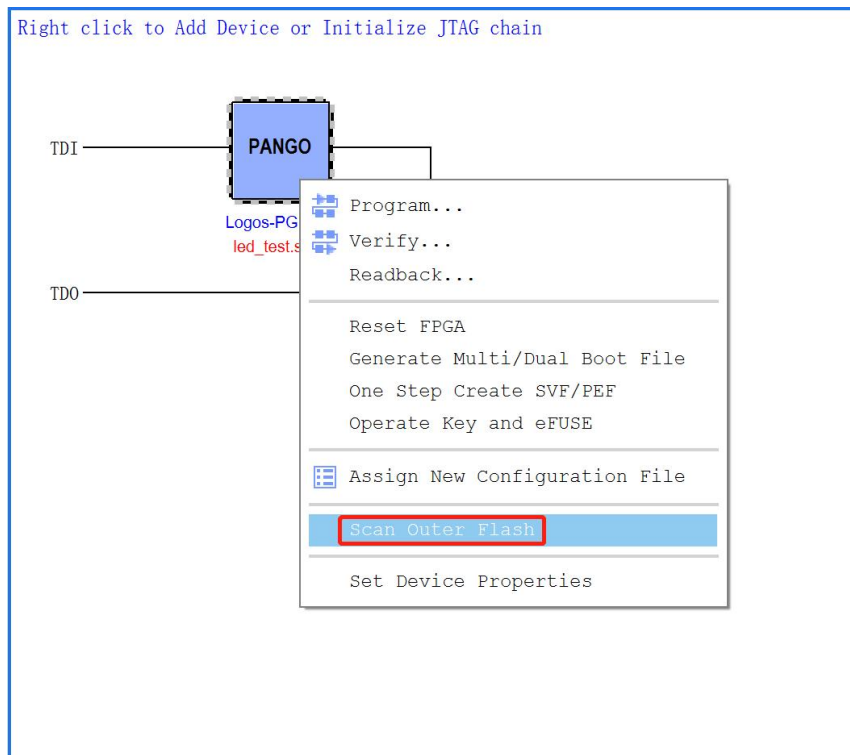 Right click to Add Device or Initialize JTAG chain
TDI
PANGO
Logos-PG
led_test.s
TDO
Program...
Verify...
Readback...
Reset FPGA
Generate Multi/Dual Boot File
One Step Create SVF/PEF
Operate Key and eFUSE
Assign New Configuration File
Scan Outer Flash
Set Device Properties